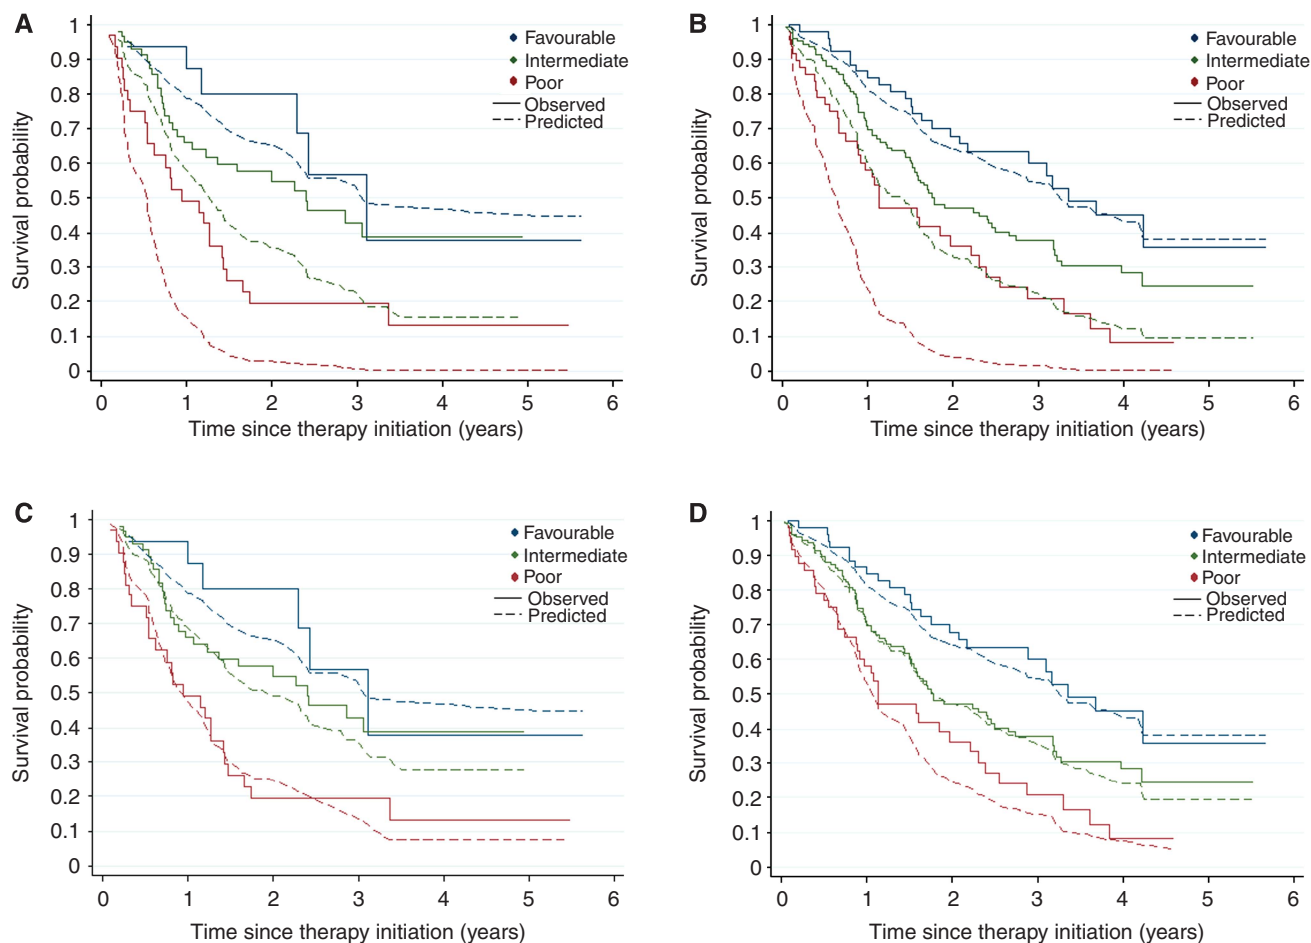 A
1
0.9
0.8
0.7
0.6
0.5
0.4
0.3
0.2
0.1
0
Survival probability
Favourable
Intermediate
Poor
Observed
Predicted
0 1 2 3 4 5 6
Time since therapy initiation (years)
B
1
0.9
0.8
0.7
0.6
0.5
0.4
0.3
0.2
0.1
0
Survival probability
Favourable
Intermediate
Poor
Observed
Predicted
0 1 2 3 4 5 6
Time since therapy initiation (years)
C
1
0.9
0.8
0.7
0.6
0.5
0.4
0.3
0.2
0.1
0
Survival probability
Favourable
Intermediate
Poor
Observed
Predicted
0 1 2 3 4 5 6
Time since therapy initiation (years)
D
1
0.9
0.8
0.7
0.6
0.5
0.4
0.3
0.2
0.1
0
Survival probability
Favourable
Intermediate
Poor
Observed
Predicted
0 1 2 3 4 5 6
Time since therapy initiation (years)